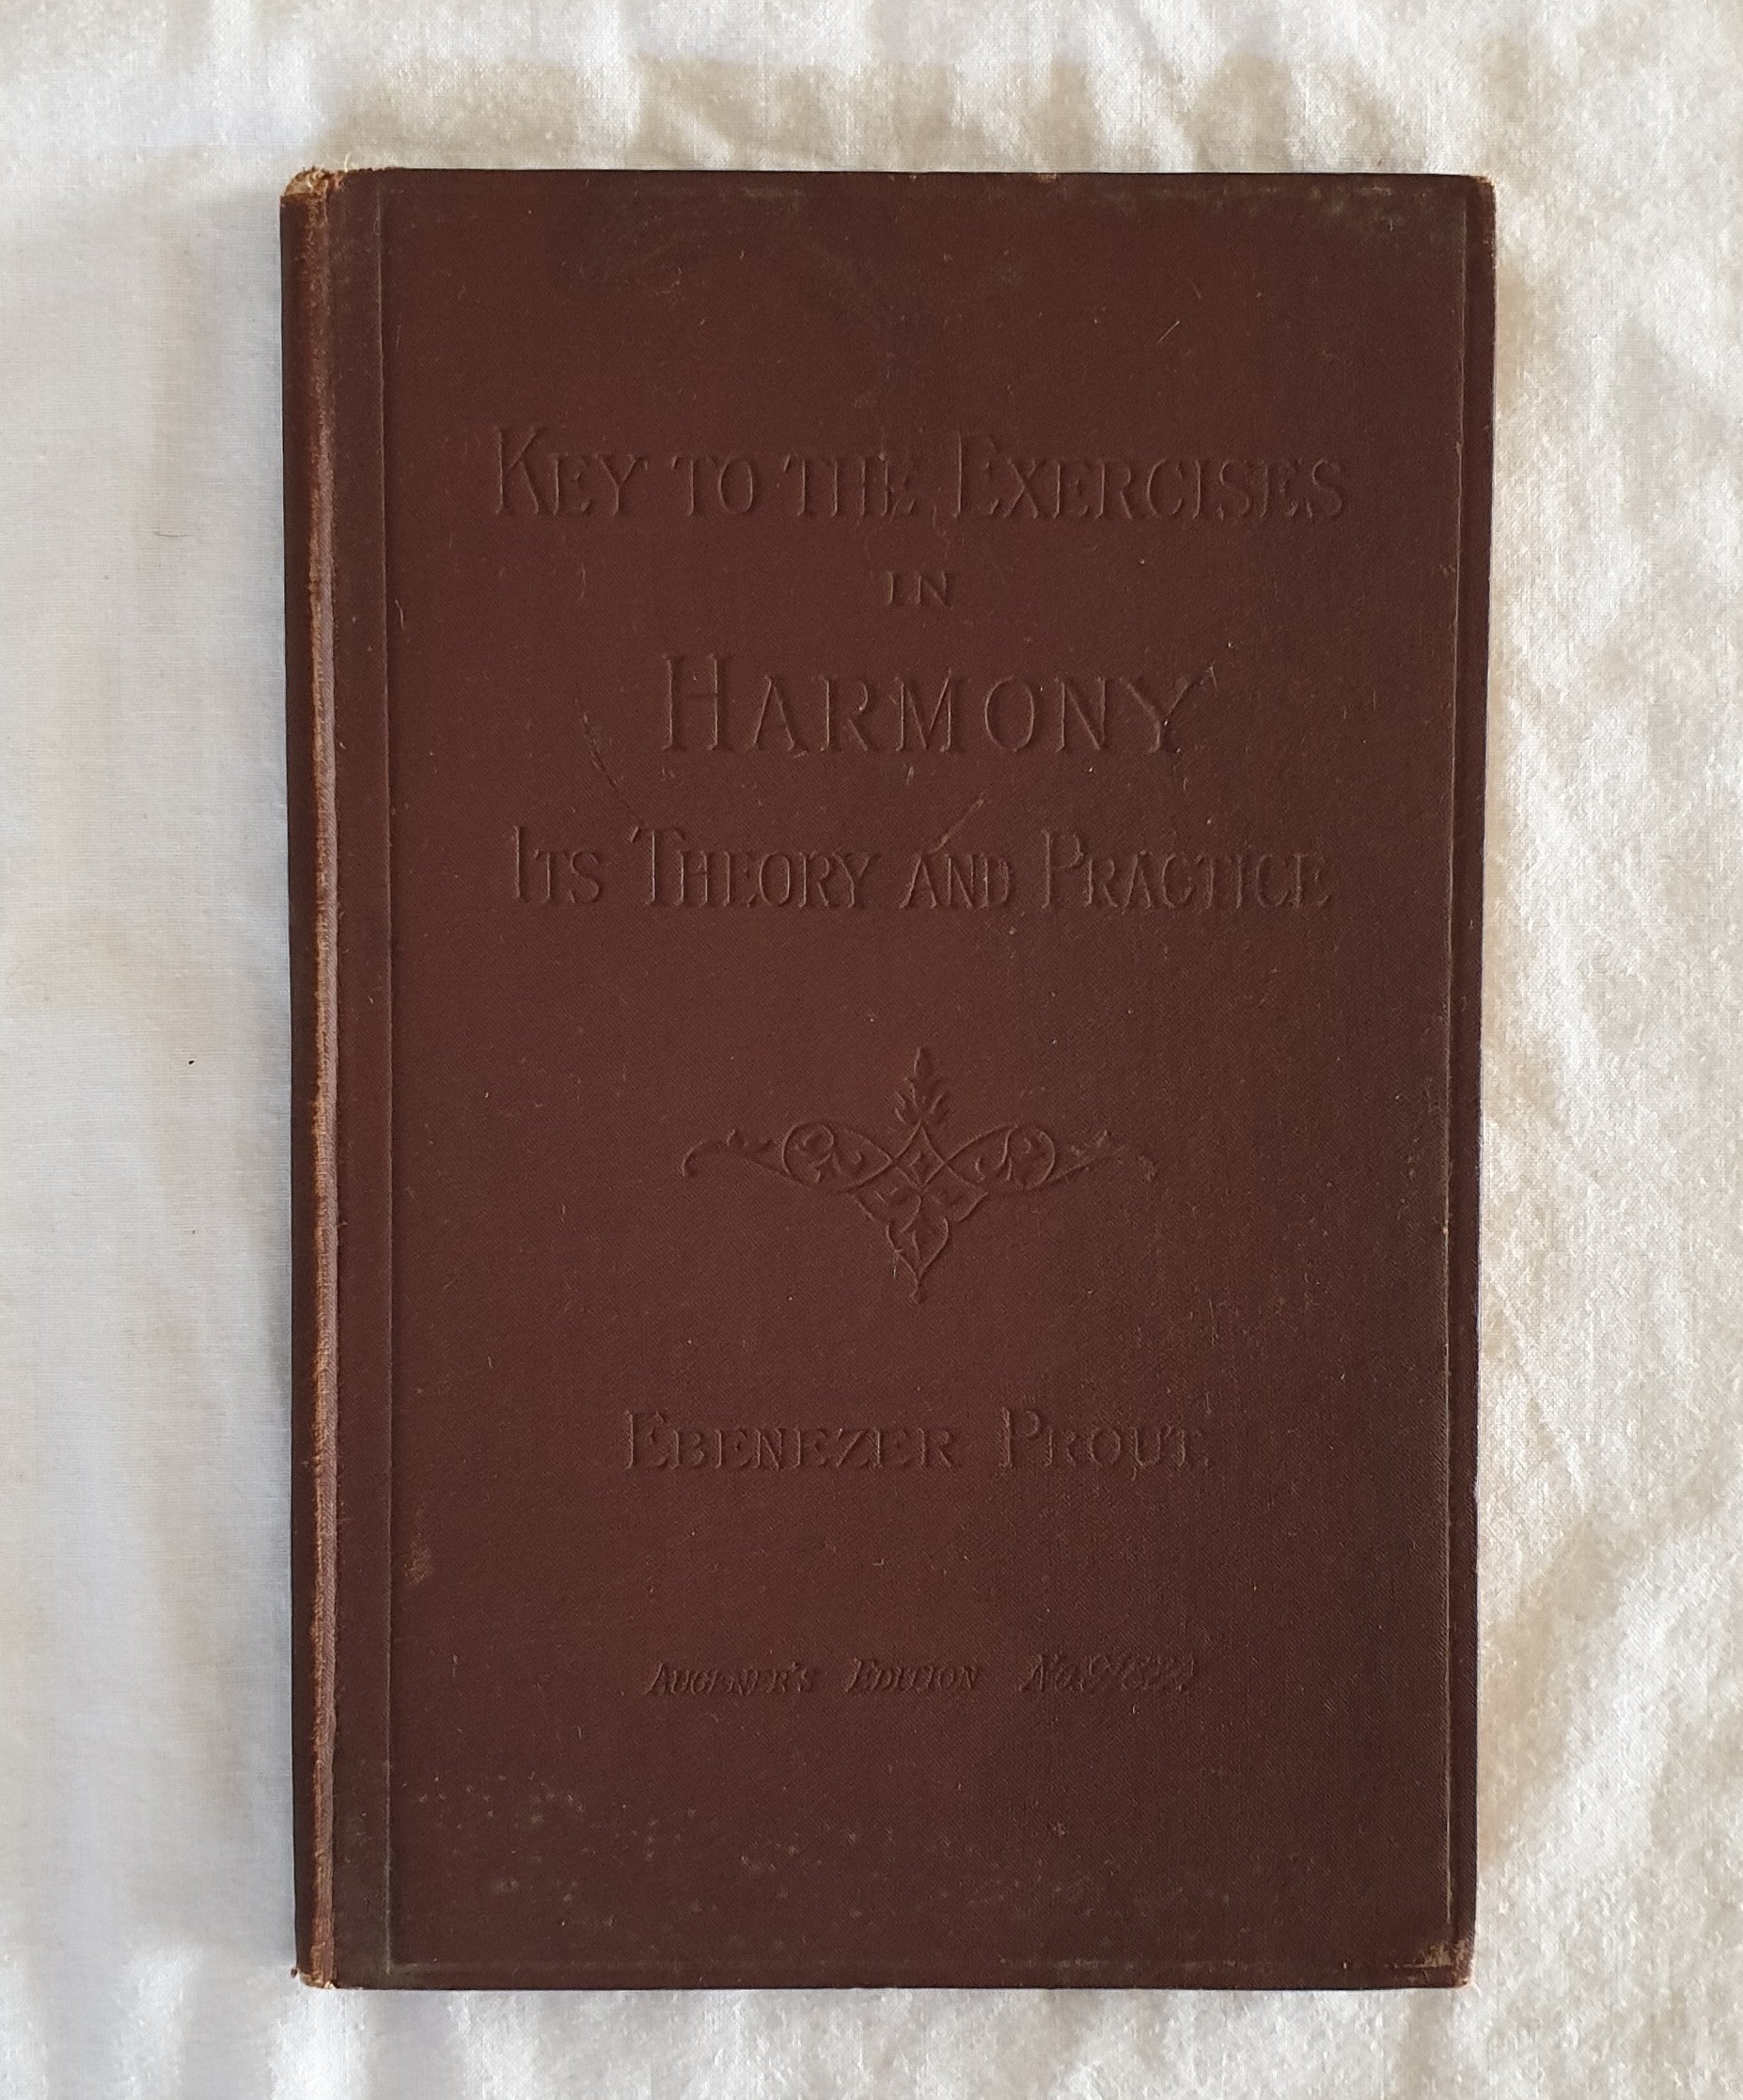 KEY TO THE EXERCISES
IN
HARMONY
ITS THEORY AND PRACTICE
EBENEZER PROUT.
AUGENER'S EDITION